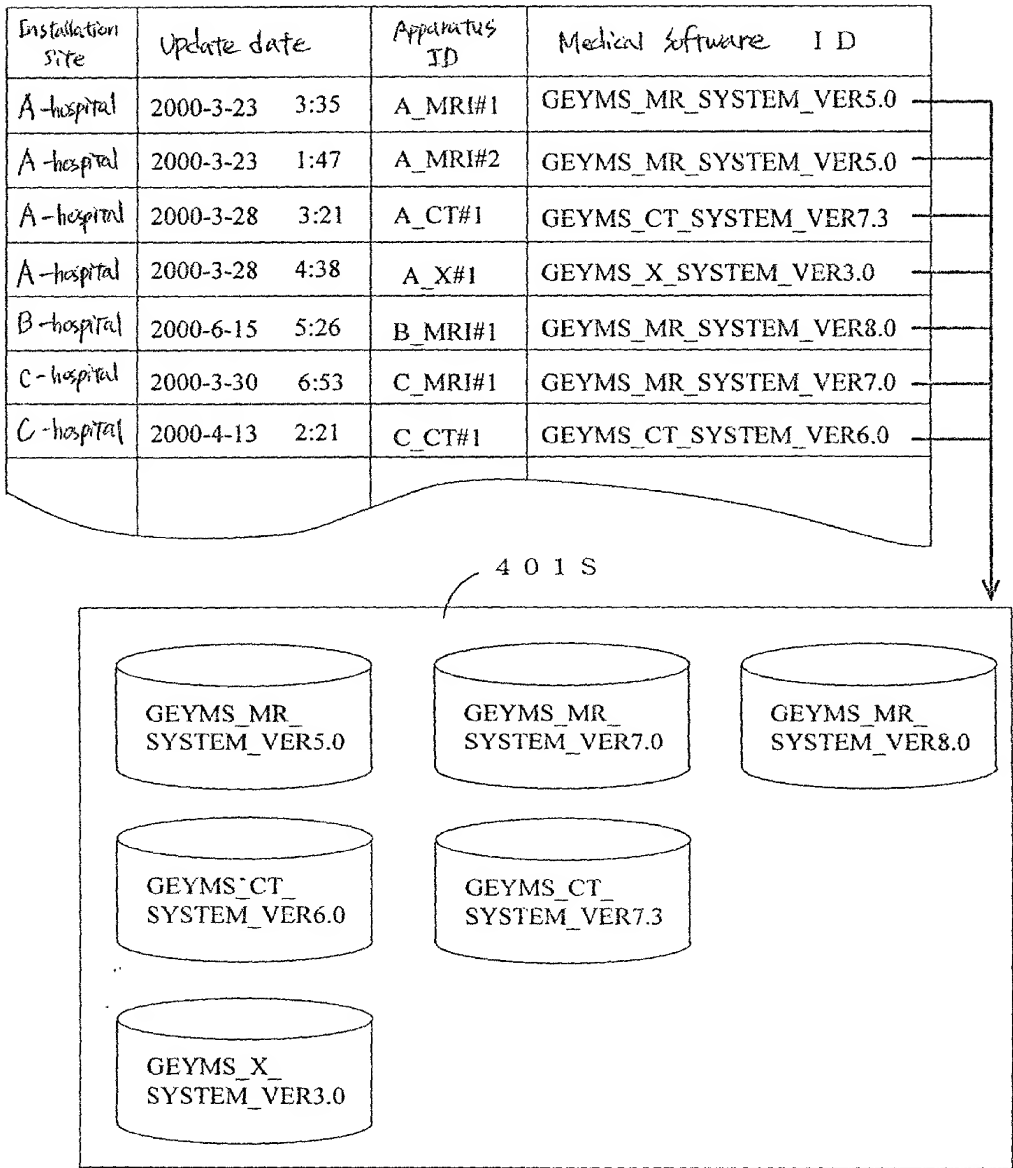 Installation Site Update date Apparatus ID Medical Software I D
A-hospital 2000-3-23 3:35 A_MRI#1 GEYMS_MR_SYSTEM_VER5.0
A-hospital 2000-3-23 1:47 A_MRI#2 GEYMS_MR_SYSTEM_VER5.0
A-hospital 2000-3-28 3:21 A_CT#1 GEYMS_CT_SYSTEM_VER7.3
A-hospital 2000-3-28 4:38 A_X#1 GEYMS_X_SYSTEM_VER3.0
B-hospital 2000-6-15 5:26 B_MRI#1 GEYMS_MR_SYSTEM_VER8.0
C-hospital 2000-3-30 6:53 C_MRI#1 GEYMS_MR_SYSTEM_VER7.0
C-hospital 2000-4-13 2:21 C_CT#1 GEYMS_CT_SYSTEM_VER6.0
4 0 1 S
GEYMS_MR_
SYSTEM_VER5.0
GEYMS_MR_
SYSTEM_VER7.0
GEYMS_MR_
SYSTEM_VER8.0
GEYMS_CT_
SYSTEM_VER6.0
GEYMS_CT_
SYSTEM_VER7.3
GEYMS_X_
SYSTEM_VER3.0